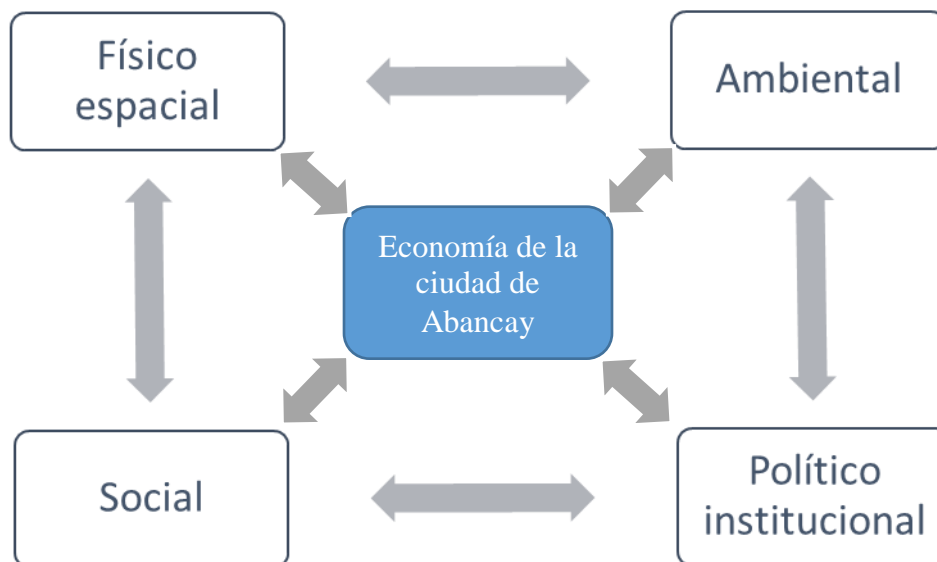 Físico
espacial
Ambiental
Economía de la
ciudad de
Abancay
Social
Político
institucional